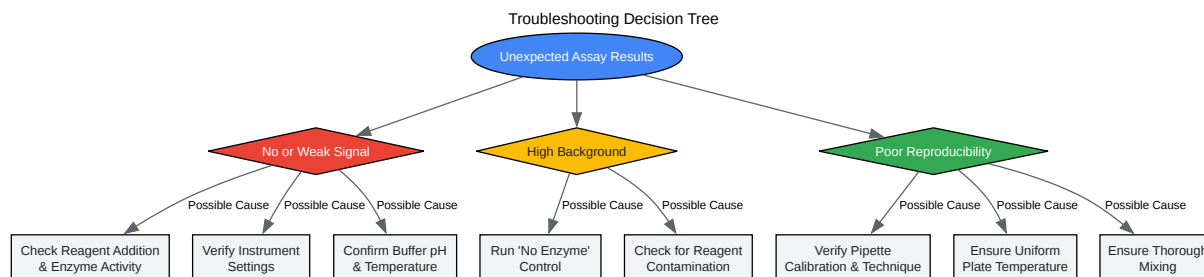 Troubleshooting Decision Tree
Unexpected Assay Results
No or Weak Signal
High Background
Poor Reproducibility
Possible Cause
Possible Cause
Possible Cause
Possible Cause
Possible Cause
Possible Cause
Possible Cause
Possible Cause
Check Reagent Addition
& Enzyme Activity
Verify Instrument
Settings
Confirm Buffer pH
& Temperature
Run 'No Enzyme'
Control
Check for Reagent
Contamination
Verify Pipette
Calibration & Technique
Ensure Uniform
Plate Temperature
Ensure Thorough
Mixing